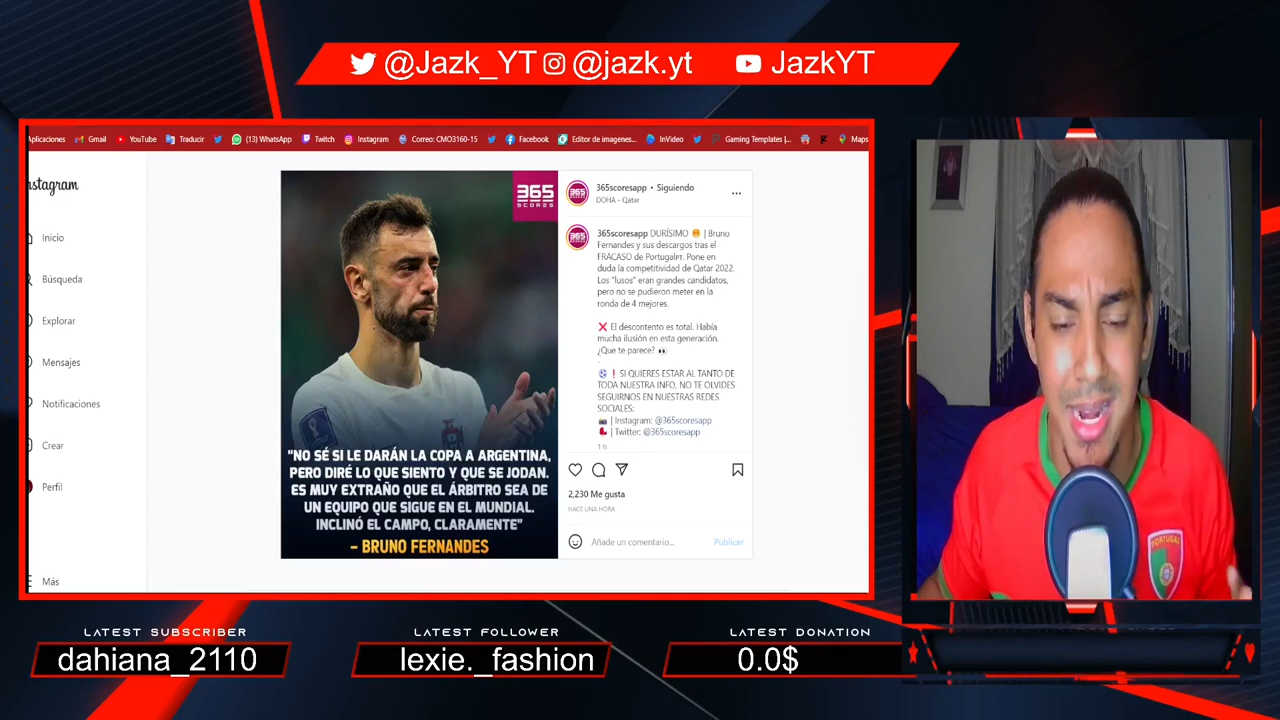 @Jazk_YT @jazk.yt JazkYT
Aplicaciones Gmail YouTube Traducir (13) WhatsApp Twitch Instagram Correo: CMO3160-15 Facebook Editor de imagenes... InVideo Gaming Templates |... Maps
nstagram
Inicio
Búsqueda
Explorar
Mensajes
Notificaciones
Crear
Perfil
Más
365
SCORES
"NO SÉ SI LE DARÁN LA COPA A ARGENTINA,
PERO DIRÉ LO QUE SIENTO Y QUE SE JODAN.
ES MUY EXTRAÑO QUE EL ÁRBITRO SEA DE
UN EQUIPO QUE SIGUE EN EL MUNDIAL.
INCLINÓ EL CAMPO, CLARAMENTE"
- BRUNO FERNANDES
365scoresapp • Siguiendo
DOHA - Qatar
365scoresapp DURÍSIMO | Bruno
Fernandes y sus descargos tras el
FRACASO de PortugalPT. Pone en
duda la competitividad de Qatar 2022.
Los "lusos" eran grandes candidatos,
pero no se pudieron meter en la
ronda de 4 mejores.
❌ El descontento es total. Había
mucha ilusión en esta generación.
¿Que te parece? 👀
.
⚽❗SI QUIERES ESTAR AL TANTO DE
TODA NUESTRA INFO, NO TE OLVIDES
SEGUIRNOS EN NUESTRAS REDES
SOCIALES:
| Instagram: @365scoresapp
| Twitter: @365scoresapp
1 h
2,230 Me gusta
HACE UNA HORA
Añade un comentario... Publicar
PORTUGAL
LATEST SUBSCRIBER
dahiana_2110
LATEST FOLLOWER
lexie._fashion
LATEST DONATION
0.0$